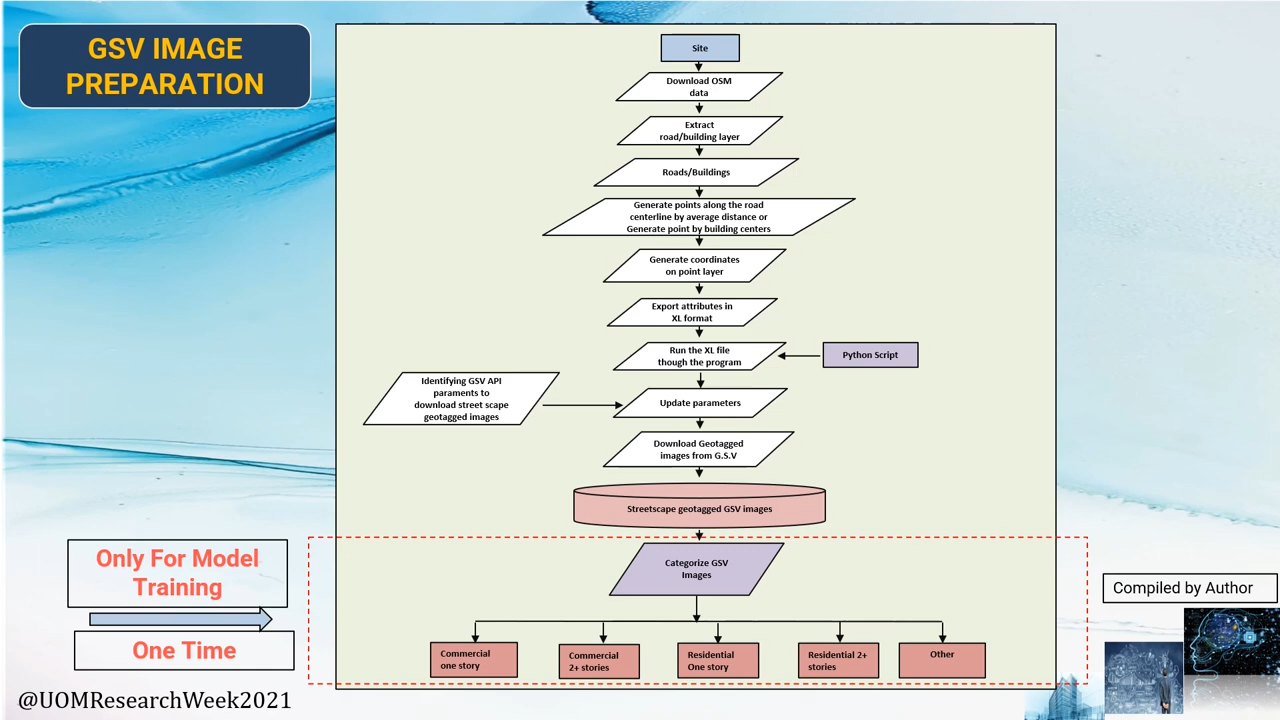 GSV IMAGE
PREPARATION
Site
Download OSM
data
Extract
road/building layer
Roads/Buildings
Generate points along the road
centerline by average distance or
Generate point by building centers
Generate coordinates
on point layer
Export attributes in
XL format
Run the XL file
though the program
Python Script
Identifying GSV API
paraments to
download street scape
geotagged images
Update parameters
Download Geotagged
images from G.S.V
Streetscape geotagged GSV images
Categorize GSV
Images
Commercial
one story
Commercial
2+ stories
Residential
One story
Residential 2+
stories
Other
Only For Model
Training
One Time
Compiled by Author
@UOMResearchWeek2021